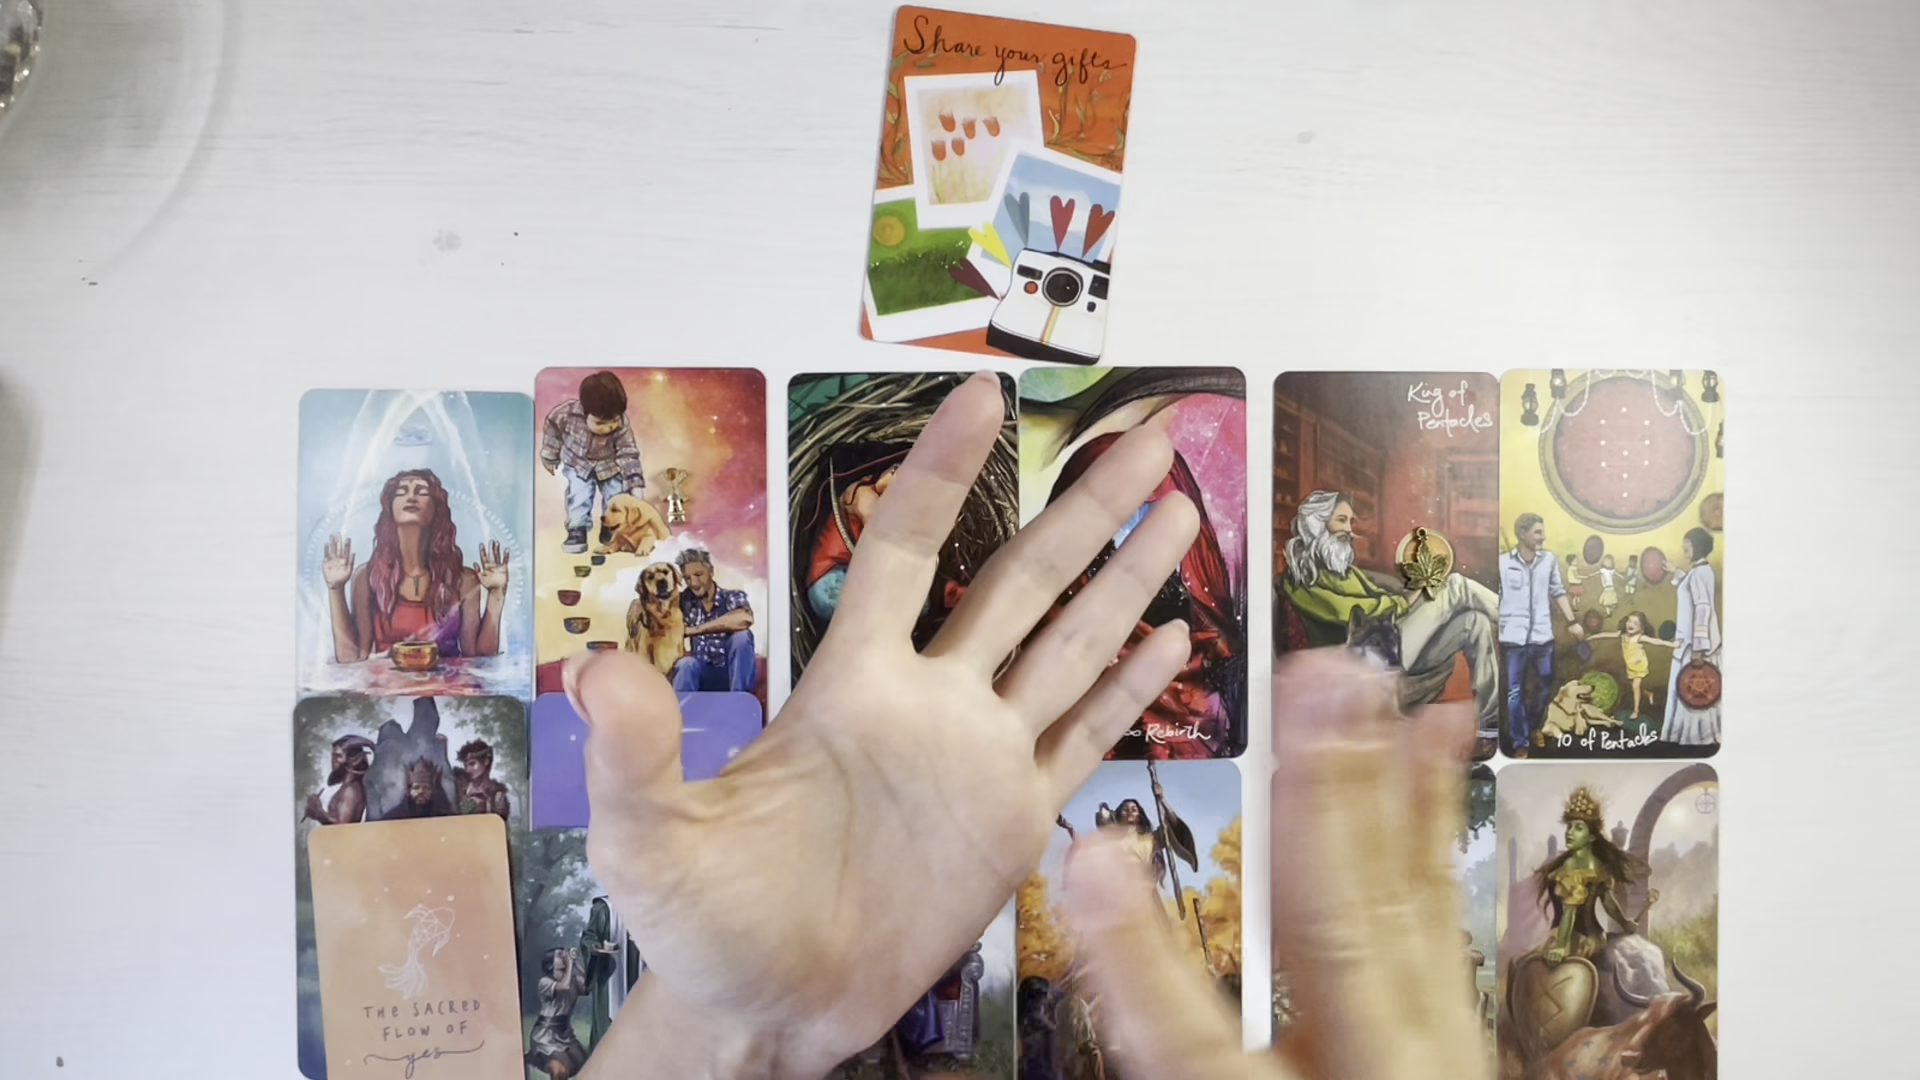 Share your gifts
King of
Pentacles
Rebirth
10 of Pentacles
THE SACRED
FLOW OF
yes